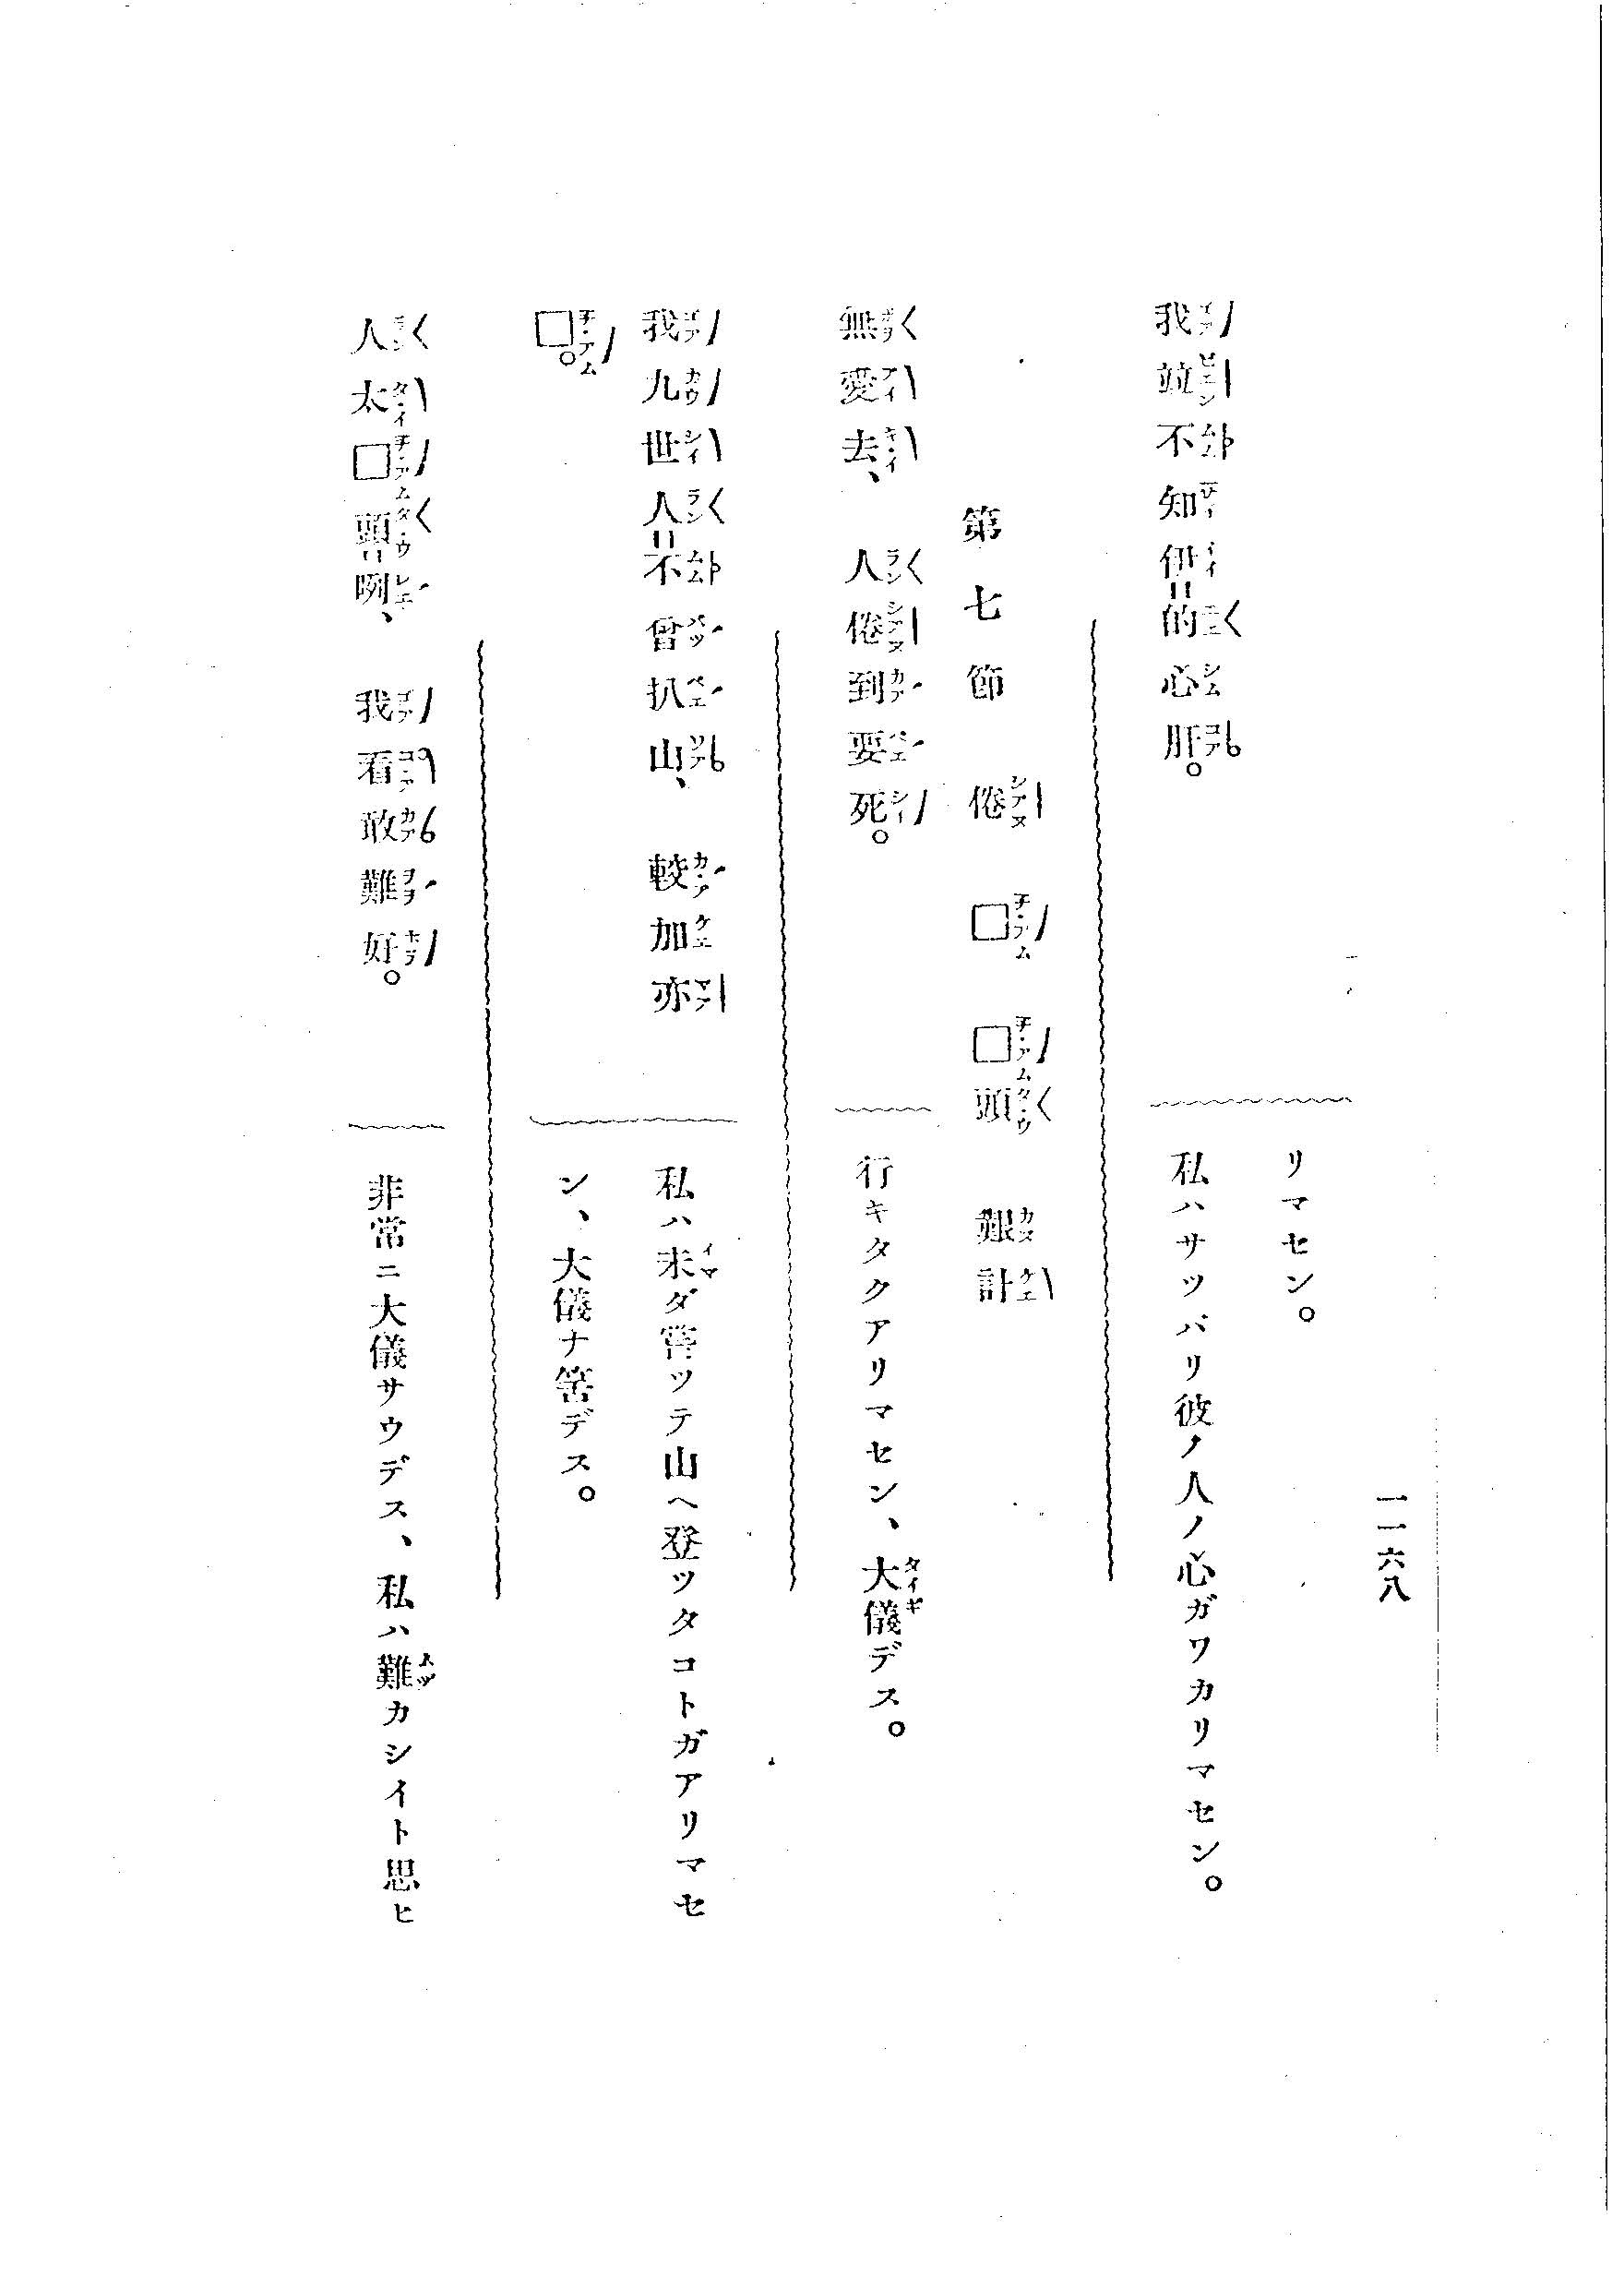 一一六八
リマセン。
我竝不知伊＝的心肝。
私ハサツパリ彼ノ人ノ心ガワカリマセン。
第七節　倦　□　□頭　艱計
無愛去、人倦到要死。
行キタクアリマセン、大儀デス。
我九世人＝不曾扒山、較加亦
□。
私ハ未ダ嘗ツテ山へ登ツタコトガアリマセ
ン、大儀ナ筈デス。
人太□頭＝咧、我看敢難好。
非常ニ大儀サウデス、私ハ難カシイト思ヒ